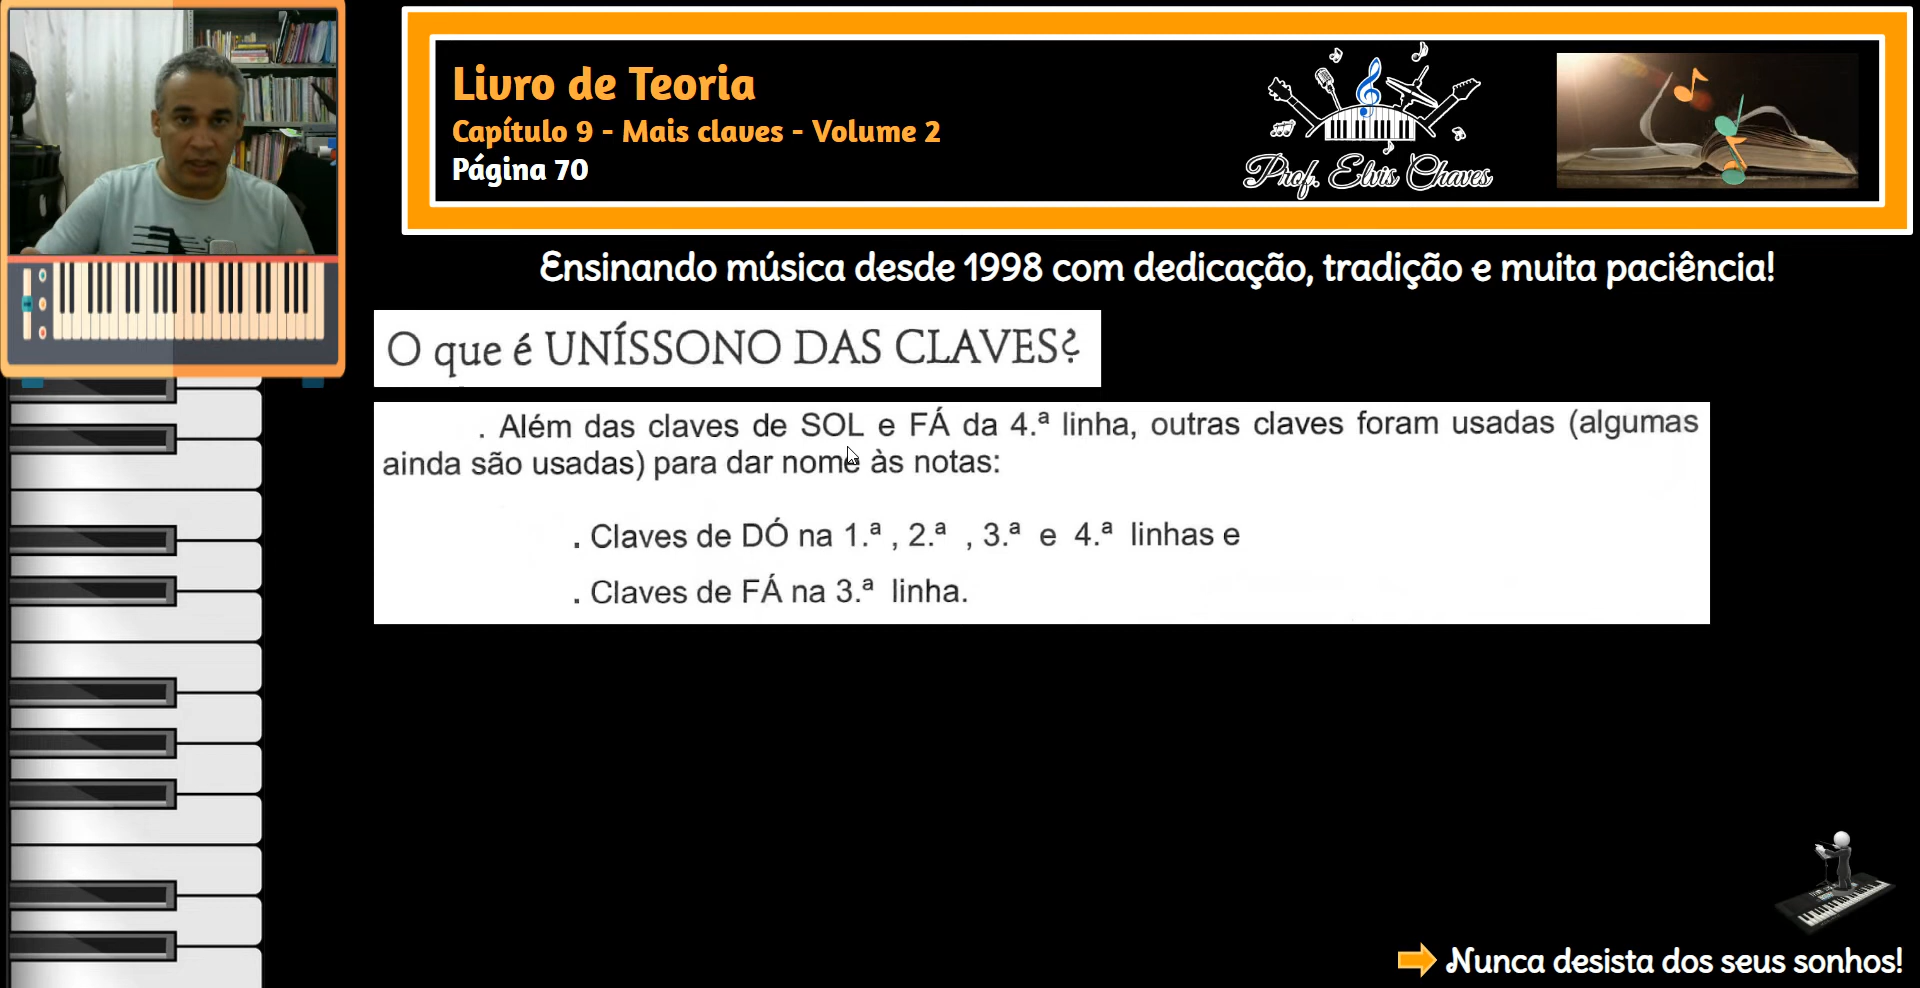 Livro de Teoria
Capítulo 9 - Mais claves - Volume 2
Página 70
Prof. Elvis Chaves
Ensinando música desde 1998 com dedicação, tradição e muita paciência!
O que é UNÍSSONO DAS CLAVES?
. Além das claves de SOL e FÁ da 4.ª linha, outras claves foram usadas (algumas
ainda são usadas) para dar nome às notas:
. Claves de DÓ na 1.ª , 2.ª , 3.ª e 4.ª linhas e
. Claves de FÁ na 3.ª linha.
Nunca desista dos seus sonhos!